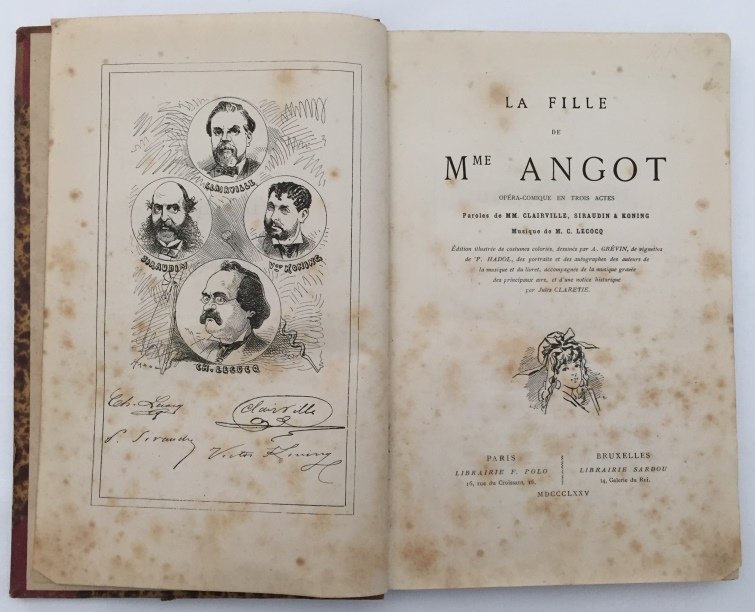 CLAIRVILLE
SIRAUDIN
Vor KONING
CH. LECOCQ
Ch. Lecocq
Clairville
P. Siraudin
Victor Koning
LA FILLE
DE
MME ANGOT
OPÉRA-COMIQUE EN TROIS ACTES
Paroles de MM. CLAIRVILLE, SIRAUDIN & KONING
Musique de M. C. LECOCQ
Édition illustrée de costumes coloriés, dessinés par A. GRÉVIN, de vignettes
de P. HADOL, des portraits et des autographes des auteurs de
la musique et du livret, accompagnée de la musique gravée
des principaux airs, et d'une notice historique
par Jules CLARETIE.
PARIS
LIBRAIRIE F. POLO
16, rue du Croissant, 16.
BRUXELLES
LIBRAIRIE SARDOU
14, Galerie du Roi.
MDCCCLXXV